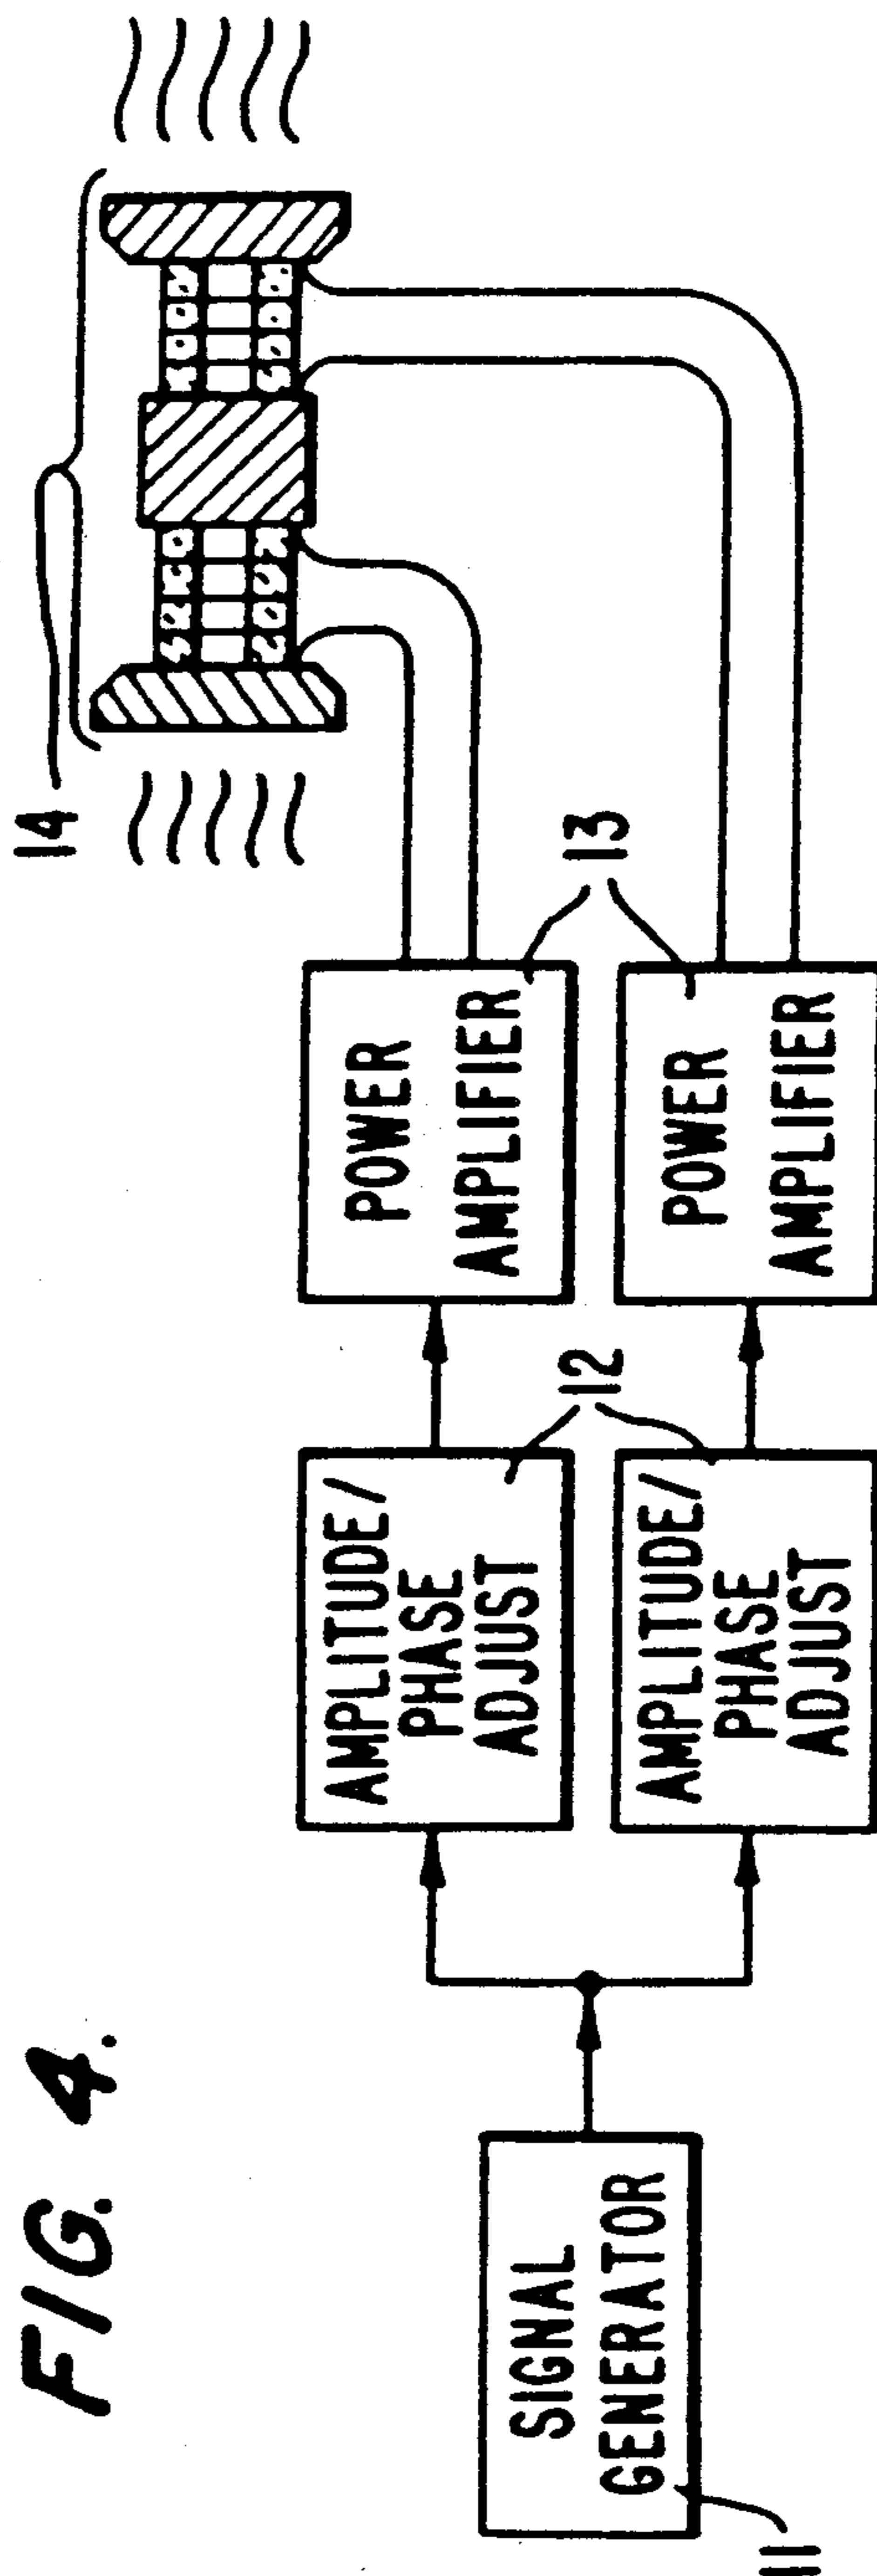 FIG. 4.
14
SIGNAL
GENERATOR
11
AMPLITUDE/
PHASE
ADJUST
12
AMPLITUDE/
PHASE
ADJUST
POWER
AMPLIFIER
13
POWER
AMPLIFIER